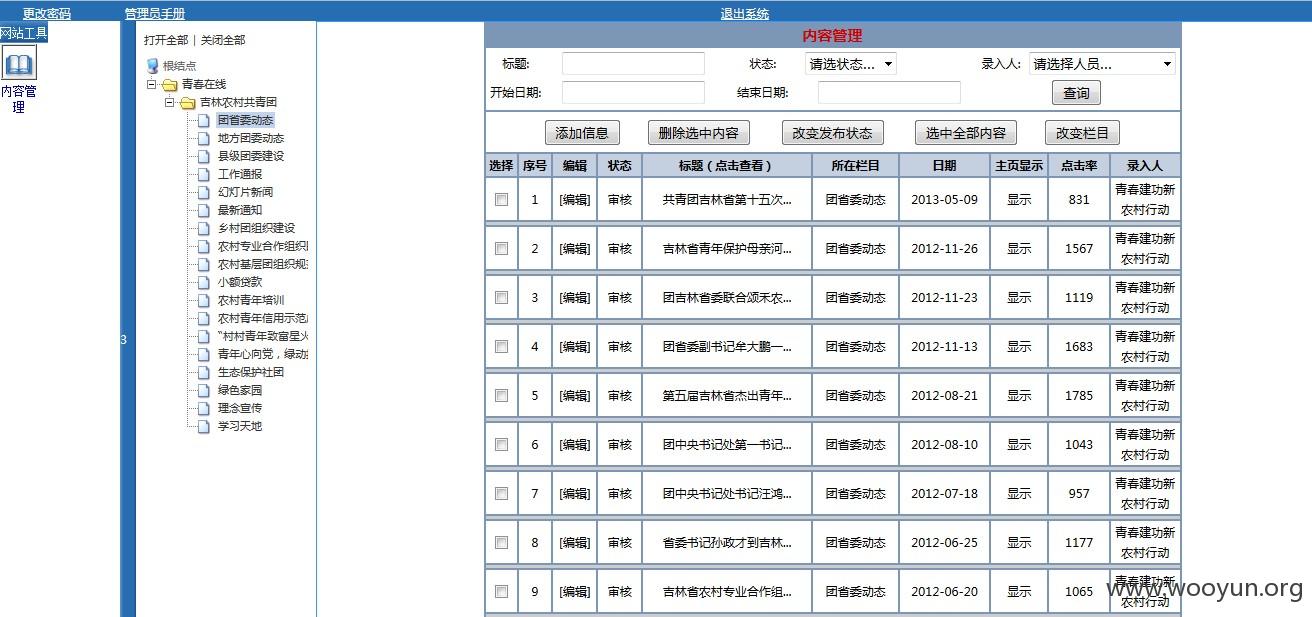 更改密码 管理员手册 退出系统
网站工具
内容管
理
3
打开全部 | 关闭全部
根结点
青春在线
吉林农村共青团
团省委动态
地方团委动态
县级团委建设
工作通报
幻灯片新闻
最新通知
乡村团组织建设
农村专业合作组织
农村基层团组织规
小额贷款
农村青年培训
农村青年信用示范
“村村青年致富星火
青年心向党，绿动
生态保护社团
绿色家园
理念宣传
学习天地
内容管理
标题: 状态: 请选状态... 录入人: 请选择人员...
开始日期: 结束日期: 查询
添加信息 删除选中内容 改变发布状态 选中全部内容 改变栏目
选择 序号 编辑 状态 标题（点击查看） 所在栏目 日期 主页显示 点击率 录入人
1 [编辑] 审核 共青团吉林省第十五次... 团省委动态 2013-05-09 显示 831 青春建功新
农村行动
2 [编辑] 审核 吉林省青年保护母亲河... 团省委动态 2012-11-26 显示 1567 青春建功新
农村行动
3 [编辑] 审核 团吉林省委联合颂禾农... 团省委动态 2012-11-23 显示 1119 青春建功新
农村行动
4 [编辑] 审核 团省委副书记牟大鹏一... 团省委动态 2012-11-13 显示 1683 青春建功新
农村行动
5 [编辑] 审核 第五届吉林省杰出青年... 团省委动态 2012-08-21 显示 1785 青春建功新
农村行动
6 [编辑] 审核 团中央书记处第一书记... 团省委动态 2012-08-10 显示 1043 青春建功新
农村行动
7 [编辑] 审核 团中央书记处书记汪鸿... 团省委动态 2012-07-18 显示 957 青春建功新
农村行动
8 [编辑] 审核 省委书记孙政才到吉林... 团省委动态 2012-06-25 显示 1177 青春建功新
农村行动
9 [编辑] 审核 吉林省农村专业合作组... 团省委动态 2012-06-20 显示 1065 青春建功新
农村行动
www.wooyun.org